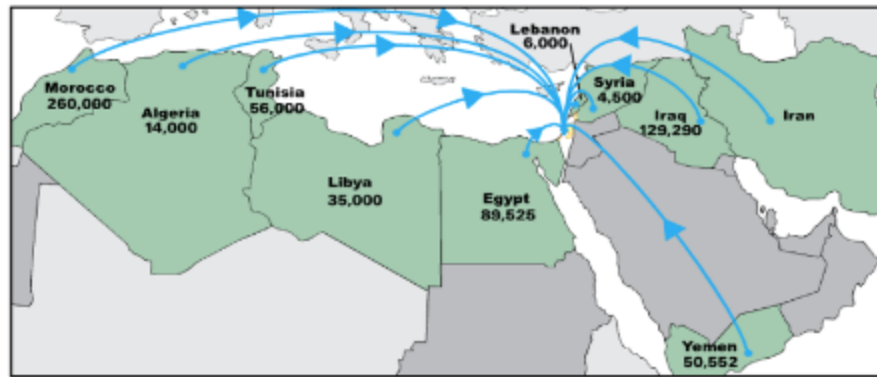 Lebanon
6,000
Morocco
260,000
Algeria
14,000
Tunisia
56,000
Syria
4,500
Iraq
129,290
Iran
Libya
35,000
Egypt
89,525
Yemen
50,552